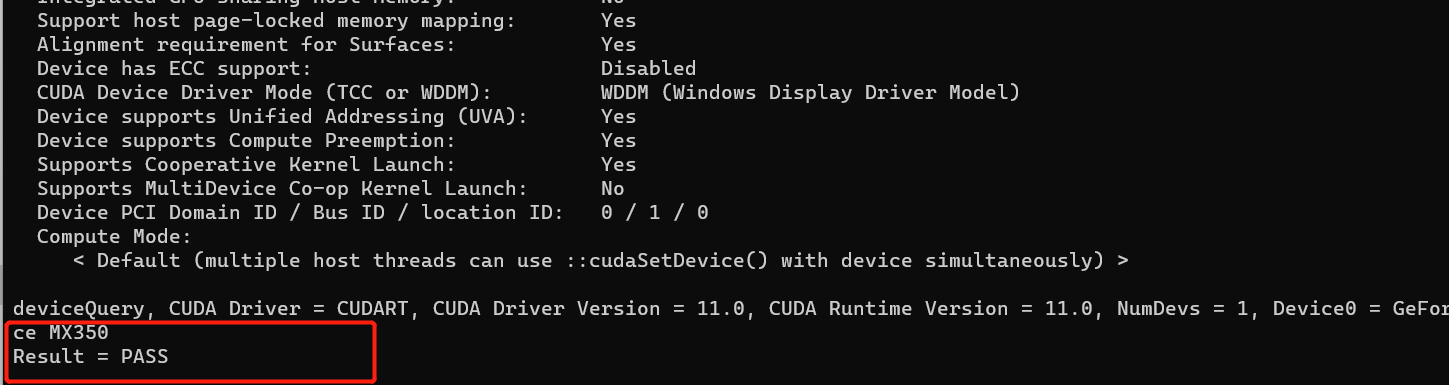 Integrated GPU sharing Host Memory: No
Support host page-locked memory mapping: Yes
Alignment requirement for Surfaces: Yes
Device has ECC support: Disabled
CUDA Device Driver Mode (TCC or WDDM): WDDM (Windows Display Driver Model)
Device supports Unified Addressing (UVA): Yes
Device supports Compute Preemption: Yes
Supports Cooperative Kernel Launch: Yes
Supports MultiDevice Co-op Kernel Launch: No
Device PCI Domain ID / Bus ID / location ID: 0 / 1 / 0
Compute Mode:
< Default (multiple host threads can use ::cudaSetDevice() with device simultaneously) >
deviceQuery, CUDA Driver = CUDART, CUDA Driver Version = 11.0, CUDA Runtime Version = 11.0, NumDevs = 1, Device0 = GeFor
ce MX350
Result = PASS